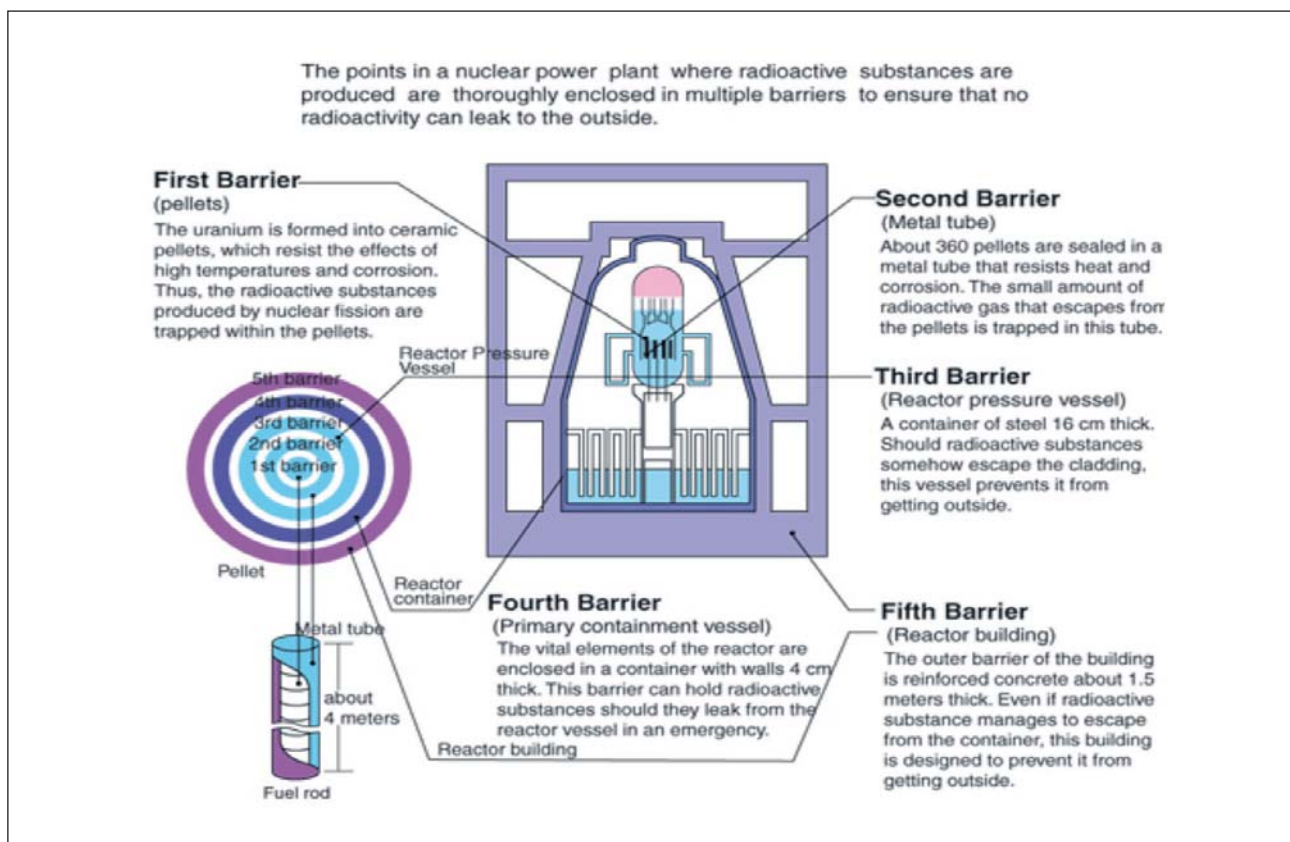 The points in a nuclear power plant where radioactive substances are
produced are thoroughly enclosed in multiple barriers to ensure that no
radioactivity can leak to the outside.
First Barrier
(pellets)
The uranium is formed into ceramic
pellets, which resist the effects of
high temperatures and corrosion.
Thus, the radioactive substances
produced by nuclear fission are
trapped within the pellets.
Second Barrier
(Metal tube)
About 360 pellets are sealed in a
metal tube that resists heat and
corrosion. The small amount of
radioactive gas that escapes from
the pellets is trapped in this tube.
Reactor Pressure
Vessel
5th barrier
4th barrier
3rd barrier
2nd barrier
1st barrier
Third Barrier
(Reactor pressure vessel)
A container of steel 16 cm thick.
Should radioactive substances
somehow escape the cladding,
this vessel prevents it from
getting outside.
Pellet
Reactor
container
Metal tube
about
4 meters
Fuel rod
Fourth Barrier
(Primary containment vessel)
The vital elements of the reactor are
enclosed in a container with walls 4 cm
thick. This barrier can hold radioactive
substances should they leak from the
reactor vessel in an emergency.
Reactor building
Fifth Barrier
(Reactor building)
The outer barrier of the building
is reinforced concrete about 1.5
meters thick. Even if radioactive
substance manages to escape
from the container, this building
is designed to prevent it from
getting outside.